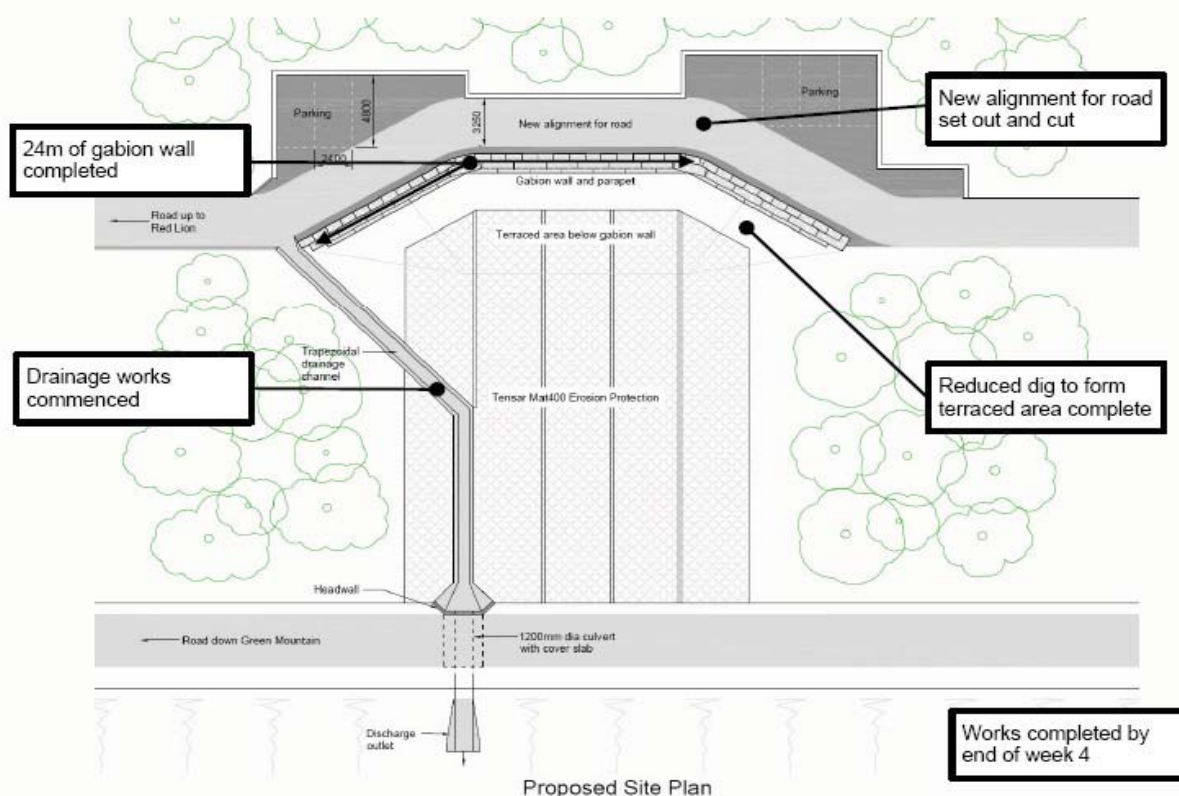 Parking
4800
2400
3250
New alignment for road
Parking
New alignment for road
set out and cut
24m of gabion wall
completed
Gabion wall and parapet
Road up to
Red Lion
Terraced area below gabion wall
Trapezoidal
drainage
channel
Drainage works
commenced
Tensar Mat400 Erosion Protection
Reduced dig to form
terraced area complete
Headwall
Road down Green Mountain
1200mm dia culvert
with cover slab
Discharge
outlet
Works completed by
end of week 4
Proposed Site Plan